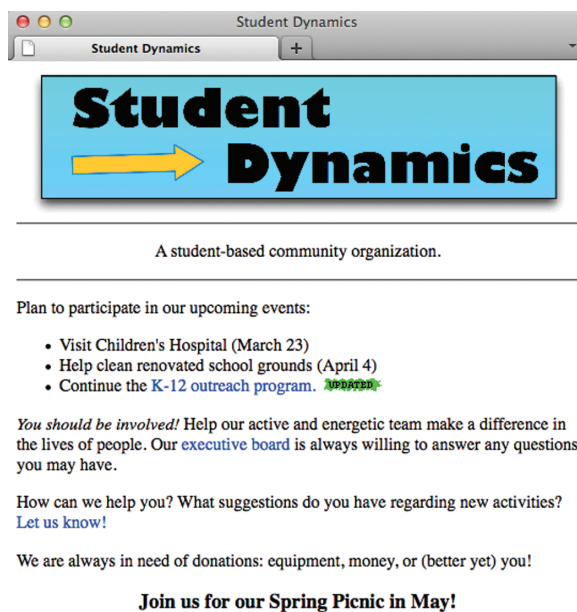 Student Dynamics
Student Dynamics
Student
Dynamics
A student-based community organization.
Plan to participate in our upcoming events:
• Visit Children's Hospital (March 23)
• Help clean renovated school grounds (April 4)
• Continue the K-12 outreach program. UPDATED
You should be involved! Help our active and energetic team make a difference in
the lives of people. Our executive board is always willing to answer any questions
you may have.
How can we help you? What suggestions do you have regarding new activities?
Let us know!
We are always in need of donations: equipment, money, or (better yet) you!
Join us for our Spring Picnic in May!